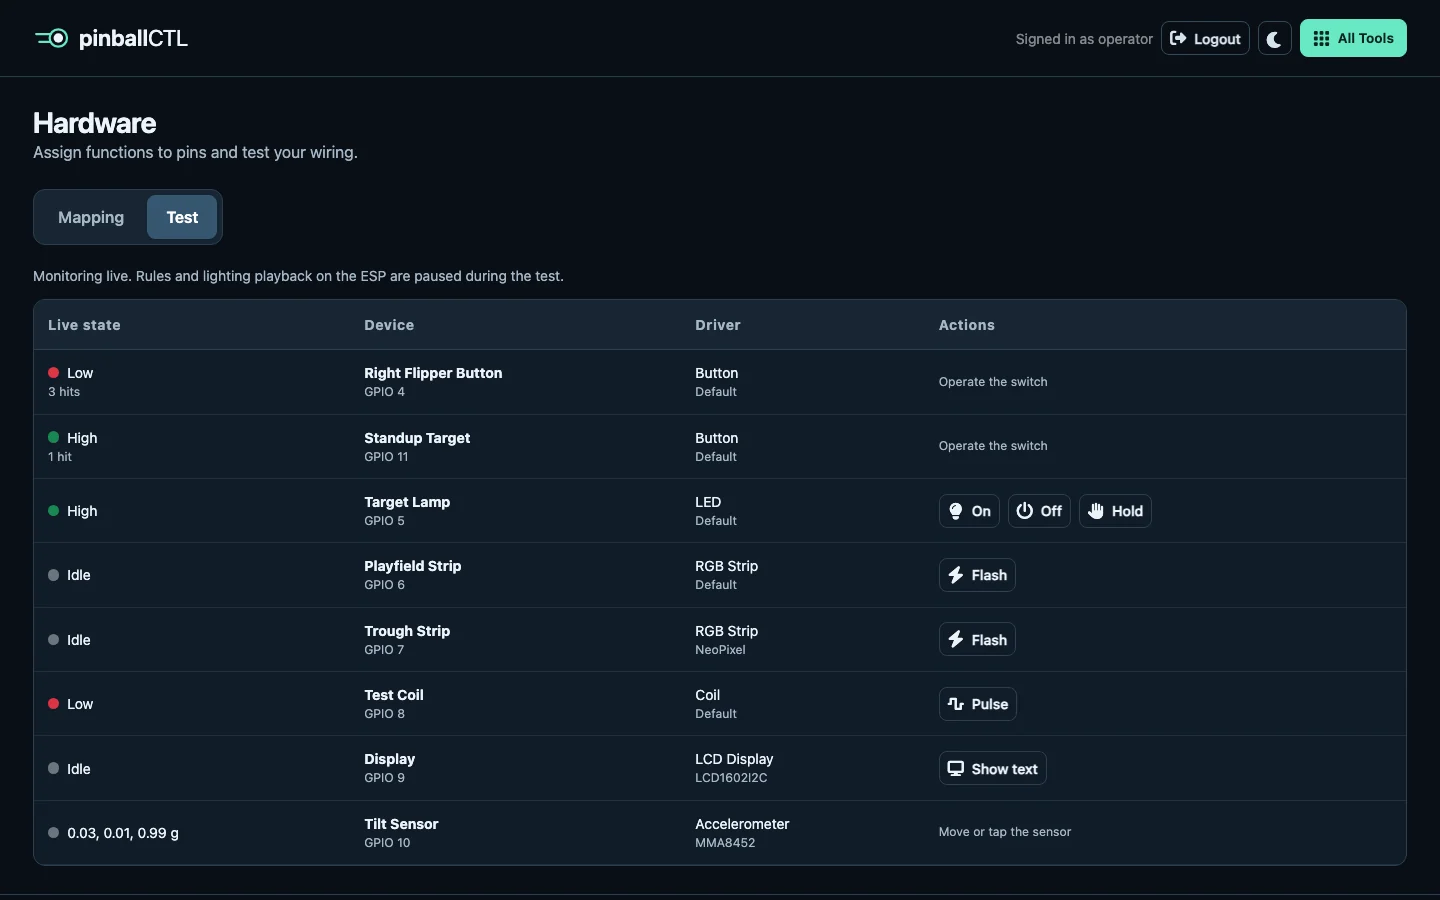 pinballCTL
Signed in as operator
Logout
All Tools
Hardware
Assign functions to pins and test your wiring.
Mapping
Test
Monitoring live. Rules and lighting playback on the ESP are paused during the test.
Live state Device Driver Actions
Low Right Flipper Button Button Operate the switch
3 hits GPIO 4 Default
High Standup Target Button Operate the switch
1 hit GPIO 11 Default
High Target Lamp LED On Off Hold
GPIO 5 Default
Idle Playfield Strip RGB Strip Flash
GPIO 6 Default
Idle Trough Strip RGB Strip Flash
GPIO 7 NeoPixel
Low Test Coil Coil Pulse
GPIO 8 Default
Idle Display LCD Display Show text
GPIO 9 LCD1602I2C
0.03, 0.01, 0.99 g Tilt Sensor Accelerometer Move or tap the sensor
GPIO 10 MMA8452